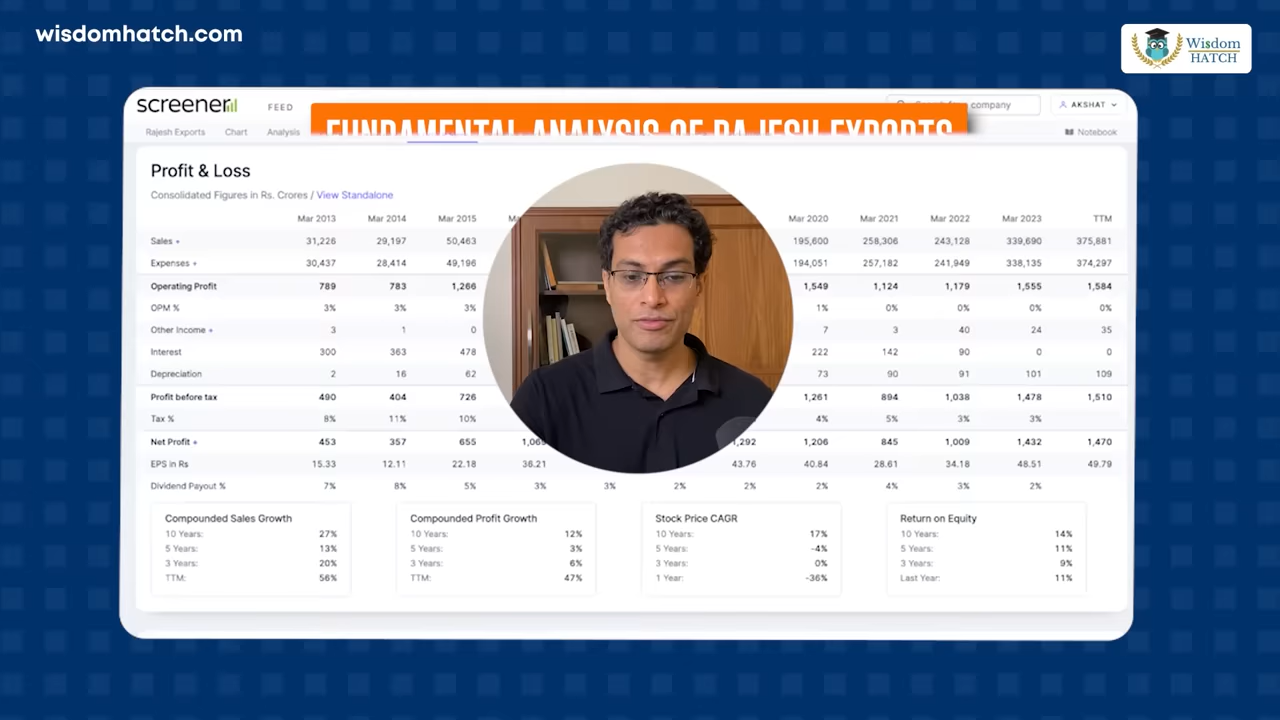 wisdomhatch.com
Wisdom
HATCH
screener
FEED
company
AKSHAT
FUNDAMENTAL ANALYSIS OF RAJESH EXPORTS
Rajesh Exports Chart Analysis
Notebook
Profit & Loss
Consolidated Figures in Rs. Crores / View Standalone
Mar 2013 Mar 2014 Mar 2015 Mar 2020 Mar 2021 Mar 2022 Mar 2023 TTM
Sales + 31,226 29,197 50,463 195,600 258,306 243,128 339,690 375,881
Expenses + 30,437 28,414 49,196 194,051 257,182 241,949 338,135 374,297
Operating Profit 789 783 1,266 1,549 1,124 1,179 1,555 1,584
OPM % 3% 3% 3% 1% 0% 0% 0% 0%
Other Income + 3 1 0 7 3 40 24 35
Interest 300 363 478 222 142 90 0 0
Depreciation 2 16 62 73 90 91 101 109
Profit before tax 490 404 726 1,261 894 1,038 1,478 1,510
Tax % 8% 11% 10% 4% 5% 3% 3%
Net Profit + 453 357 655 1,069 1,292 1,206 845 1,009 1,432 1,470
EPS in Rs 15.33 12.11 22.18 36.21 43.76 40.84 28.61 34.18 48.51 49.79
Dividend Payout % 7% 8% 5% 3% 3% 2% 2% 2% 4% 3% 2%
Compounded Sales Growth
10 Years: 27%
5 Years: 13%
3 Years: 20%
TTM: 56%
Compounded Profit Growth
10 Years: 12%
5 Years: 3%
3 Years: 6%
TTM: 47%
Stock Price CAGR
10 Years: 17%
5 Years: -4%
3 Years: 0%
1 Year: -36%
Return on Equity
10 Years: 14%
5 Years: 11%
3 Years: 9%
Last Year: 11%